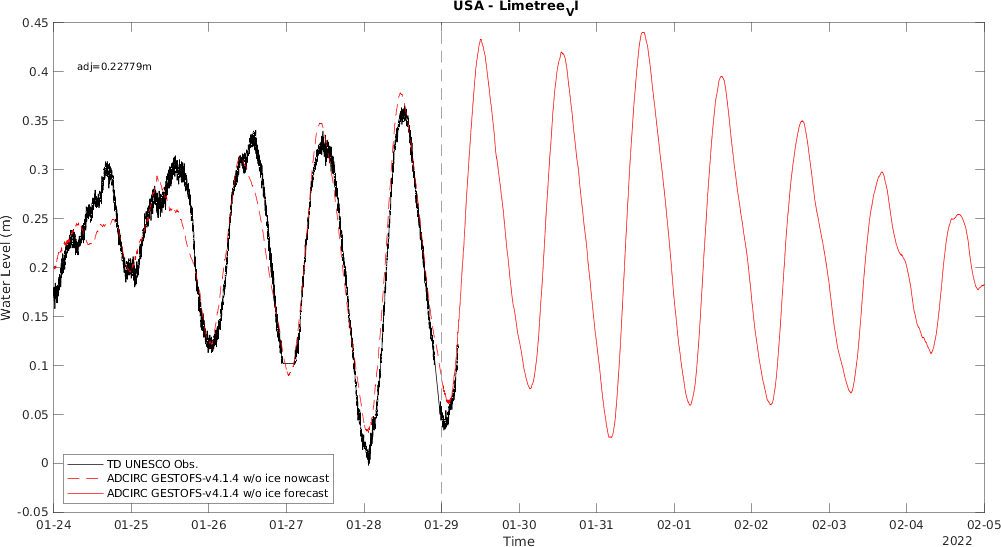 USA - Limetree_VI
0.45
0.4
adj=0.22779m
0.35
0.3
0.25
0.2
0.15
0.1
0.05
0
-0.05
Water Level (m)
TD UNESCO Obs.
ADCIRC GESTOFS-v4.1.4 w/o ice nowcast
ADCIRC GESTOFS-v4.1.4 w/o ice forecast
01-24 01-25 01-26 01-27 01-28 01-29 01-30 01-31 02-01 02-02 02-03 02-04 02-05
Time
2022